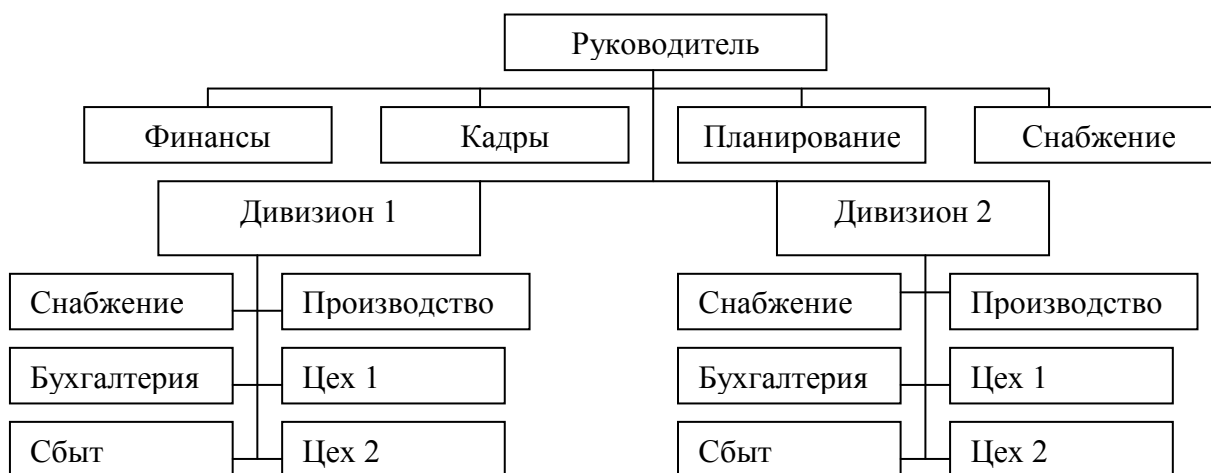 Руководитель
Финансы
Кадры
Планирование
Снабжение
Дивизион 1
Дивизион 2
Снабжение
Производство
Снабжение
Производство
Бухгалтерия
Цех 1
Бухгалтерия
Цех 1
Сбыт
Цех 2
Сбыт
Цех 2